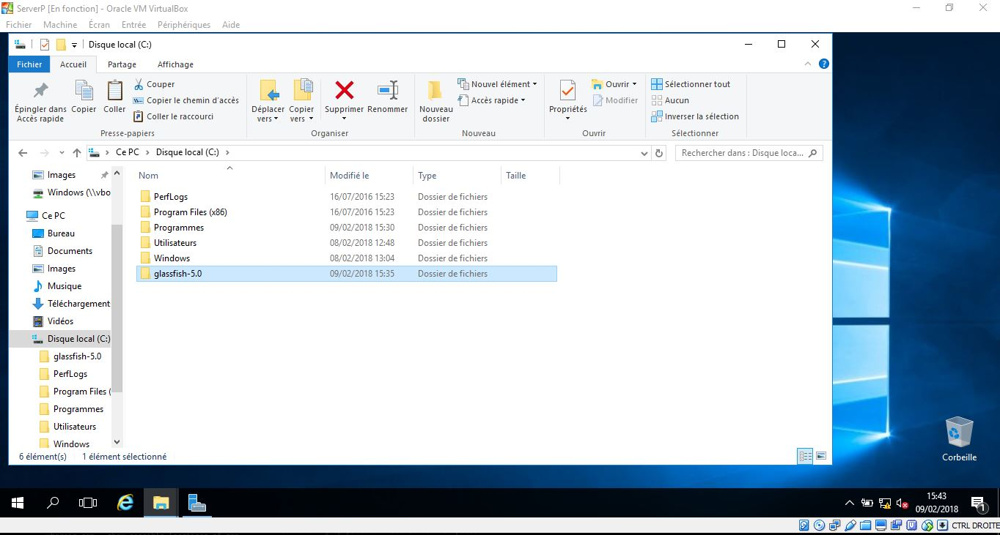 ServerP [En fonction] - Oracle VM VirtualBox
Fichier Machine Écran Entrée Périphériques Aide
Disque local (C:)
Fichier Accueil Partage Affichage
Épingler dans Accès rapide
Copier
Coller
Couper
Copier le chemin d'accès
Coller le raccourci
Presse-papiers
Déplacer vers
Copier vers
Supprimer
Renommer
Organiser
Nouveau dossier
Nouvel élément
Accès rapide
Nouveau
Propriétés
Ouvrir
Modifier
Ouvrir
Sélectionner tout
Aucun
Inverser la sélection
Sélectionner
Ce PC > Disque local (C:) >
Rechercher dans : Disque loca...
Images
Windows (\\vbo
Ce PC
Bureau
Documents
Images
Musique
Téléchargement
Vidéos
Disque local (C:)
glassfish-5.0
PerfLogs
Program Files (
Programmes
Utilisateurs
Windows
Nom Modifié le Type Taille
PerfLogs 16/07/2016 15:23 Dossier de fichiers
Program Files (x86) 16/07/2016 15:23 Dossier de fichiers
Programmes 09/02/2018 15:30 Dossier de fichiers
Utilisateurs 08/02/2018 12:48 Dossier de fichiers
Windows 08/02/2018 13:04 Dossier de fichiers
glassfish-5.0 09/02/2018 15:35 Dossier de fichiers
6 élément(s) 1 élément sélectionné
Corbeille
15:43
09/02/2018
1
CTRL DROITE